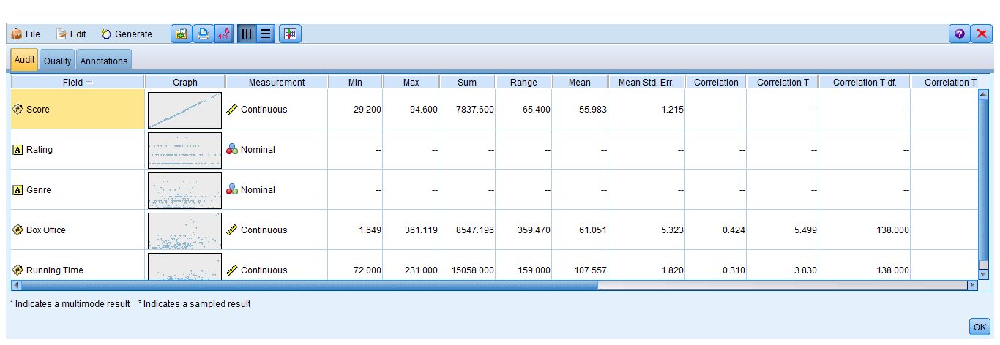 File Edit Generate
Audit Quality Annotations
Field Graph Measurement Min Max Sum Range Mean Mean Std. Err. Correlation Correlation T Correlation T df. Correlation T
Score Continuous 29.200 94.600 7837.600 65.400 55.983 1.215 -- -- --
Rating Nominal -- -- -- -- -- -- -- -- --
Genre Nominal -- -- -- -- -- -- -- -- --
Box Office Continuous 1.649 361.119 8547.196 359.470 61.051 5.323 0.424 5.499 138.000
Running Time Continuous 72.000 231.000 15058.000 159.000 107.557 1.820 0.310 3.830 138.000
¹ Indicates a multimode result ² Indicates a sampled result
OK